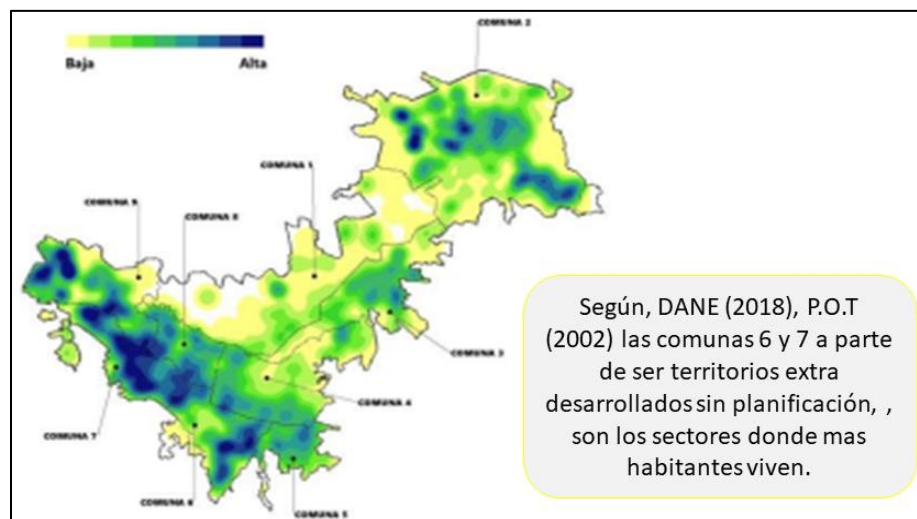 COMUNA 2
Baja Alta
COMUNA 1
COMUNA 9
COMUNA 8
Según, DANE (2018), P.O.T
(2002) las comunas 6 y 7 a parte
de ser territorios extra
desarrollados sin planificación, ,
son los sectores donde mas
habitantes viven.
COMUNA 3
COMUNA 4
COMUNA 7
COMUNA 6
COMUNA 5